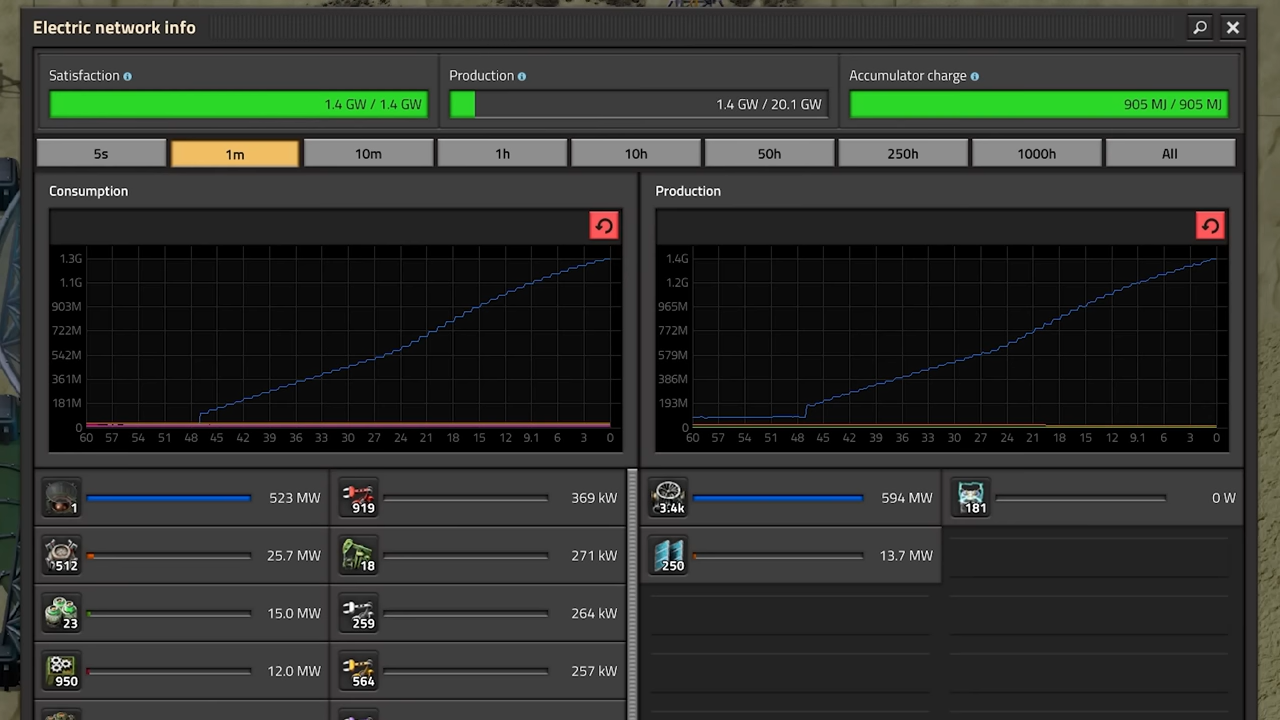 Electric network info
Satisfaction
Production
Accumulator charge
1.4 GW / 1.4 GW
1.4 GW / 20.1 GW
905 MJ / 905 MJ
5s
1m
10m
1h
10h
50h
250h
1000h
All
Consumption
1.3G
1.1G
903M
722M
542M
361M
181M
0
60 57 54 51 48 45 42 39 36 33 30 27 24 21 18 15 12 9.1 6 3 0
Production
1.4G
1.2G
965M
772M
579M
386M
193M
0
60 57 54 51 48 45 42 39 36 33 30 27 24 21 18 15 12 9.1 6 3 0
1 523 MW
919 369 kW
512 25.7 MW
18 271 kW
23 15.0 MW
259 264 kW
950 12.0 MW
564 257 kW
3.4k 594 MW
181 0 W
250 13.7 MW